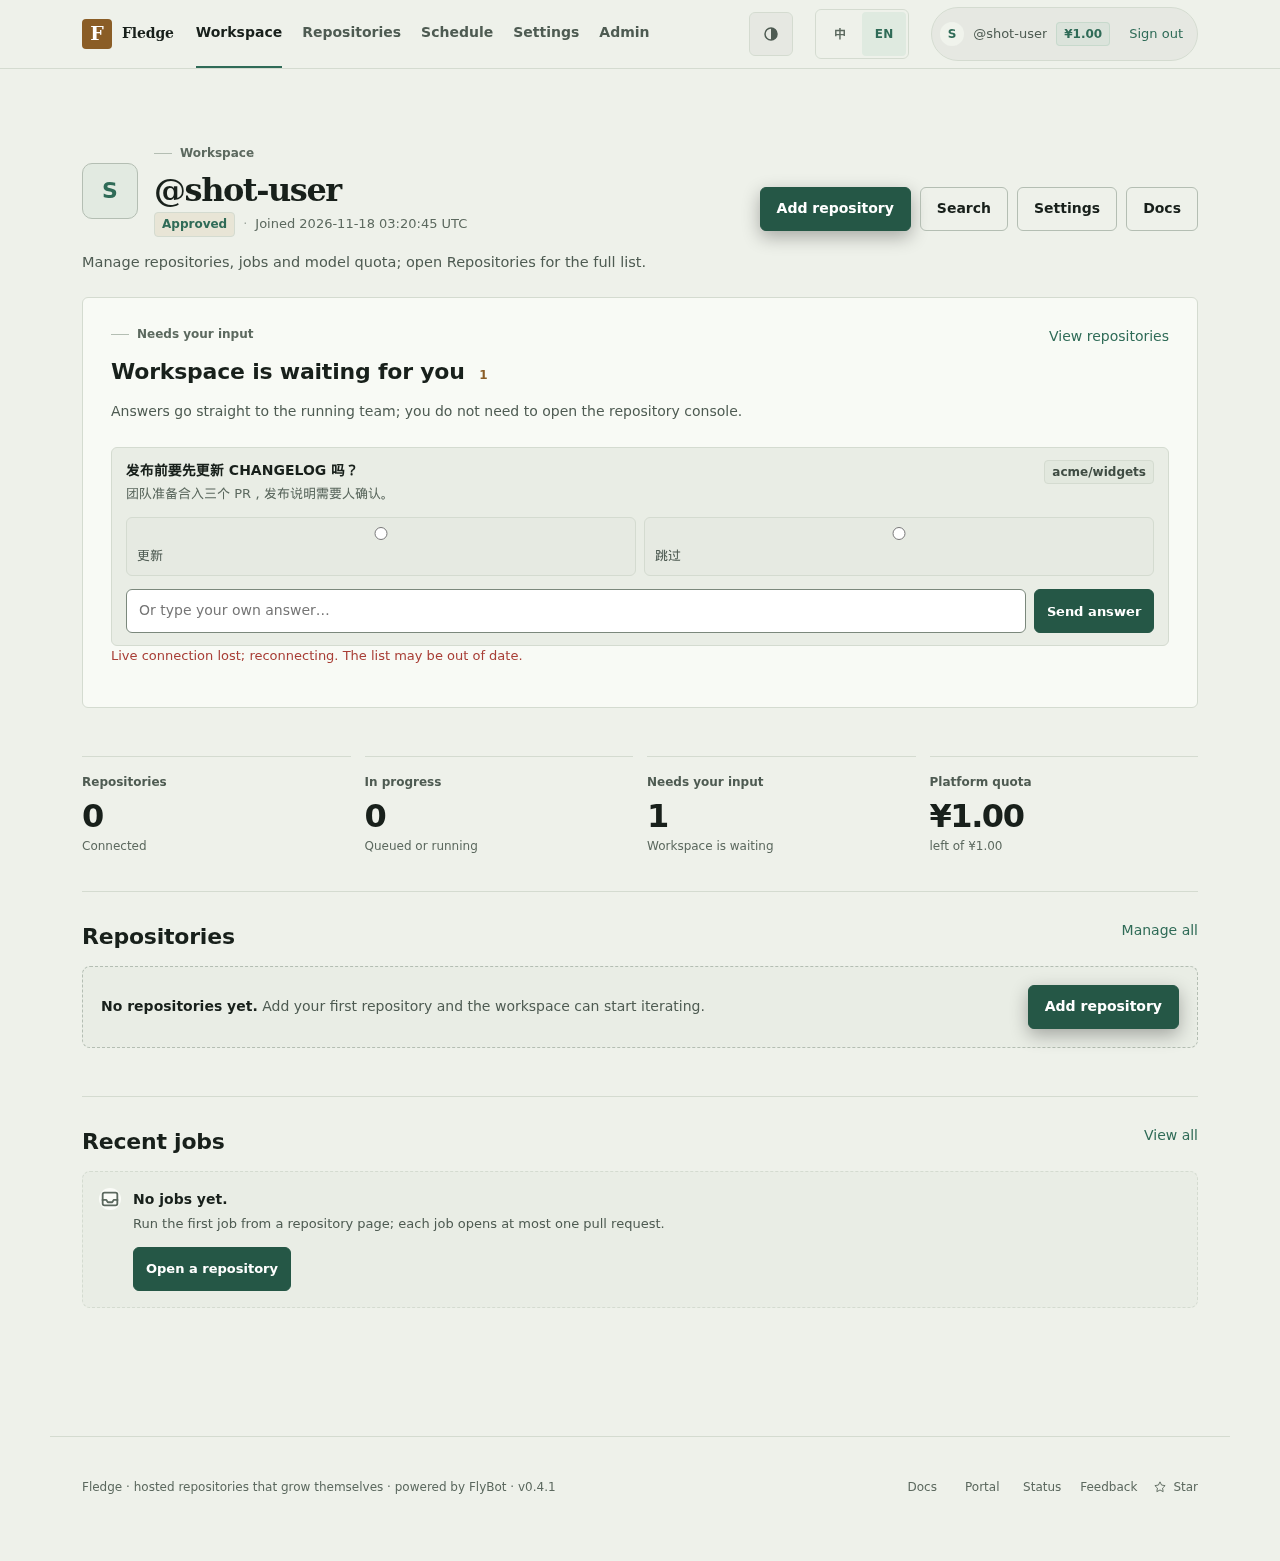 F Fledge Workspace Repositories Schedule Settings Admin 中 EN S @shot-user ¥1.00 Sign out
Workspace
S
@shot-user
Approved · Joined 2026-11-18 03:20:45 UTC
Add repository Search Settings Docs
Manage repositories, jobs and model quota; open Repositories for the full list.
Needs your input
View repositories
Workspace is waiting for you 1
Answers go straight to the running team; you do not need to open the repository console.
发布前要先更新 CHANGELOG 吗？
acme/widgets
团队准备合入三个 PR，发布说明需要人确认。
更新 跳过
Or type your own answer… Send answer
Live connection lost; reconnecting. The list may be out of date.
Repositories In progress Needs your input Platform quota
0 0 1 ¥1.00
Connected Queued or running Workspace is waiting left of ¥1.00
Repositories Manage all
No repositories yet. Add your first repository and the workspace can start iterating. Add repository
Recent jobs View all
No jobs yet.
Run the first job from a repository page; each job opens at most one pull request.
Open a repository
Fledge · hosted repositories that grow themselves · powered by FlyBot · v0.4.1 Docs Portal Status Feedback Star